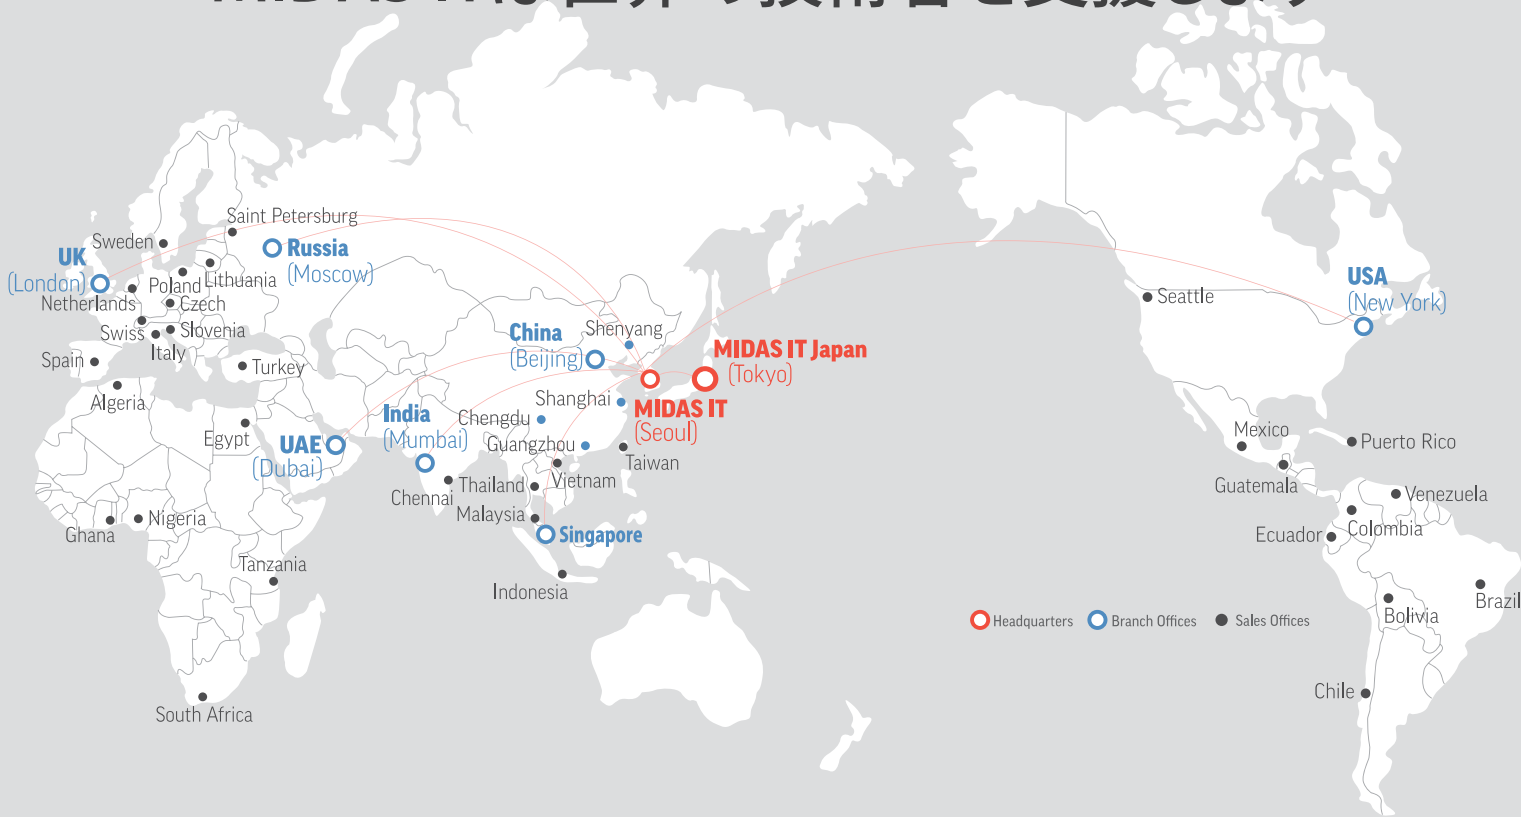 Saint Petersburg
Sweden
Russia
(Moscow)
UK
(London)
Poland
Lithuania
Netherlands
Czech
Swiss
Slovenia
Italy
Spain
Turkey
Algeria
Egypt
UAE
(Dubai)
India
(Mumbai)
Chennai
Ghana
Nigeria
Tanzania
South Africa
China
(Beijing)
Shenyang
Shanghai
Chengdu
Guangzhou
Taiwan
Thailand
Vietnam
Malaysia
Singapore
Indonesia
MIDAS IT Japan
(Tokyo)
MIDAS IT
(Seoul)
USA
(New York)
Seattle
Mexico
Puerto Rico
Guatemala
Venezuela
Colombia
Ecuador
Brazil
Bolivia
Chile
Headquarters
Branch Offices
Sales Offices